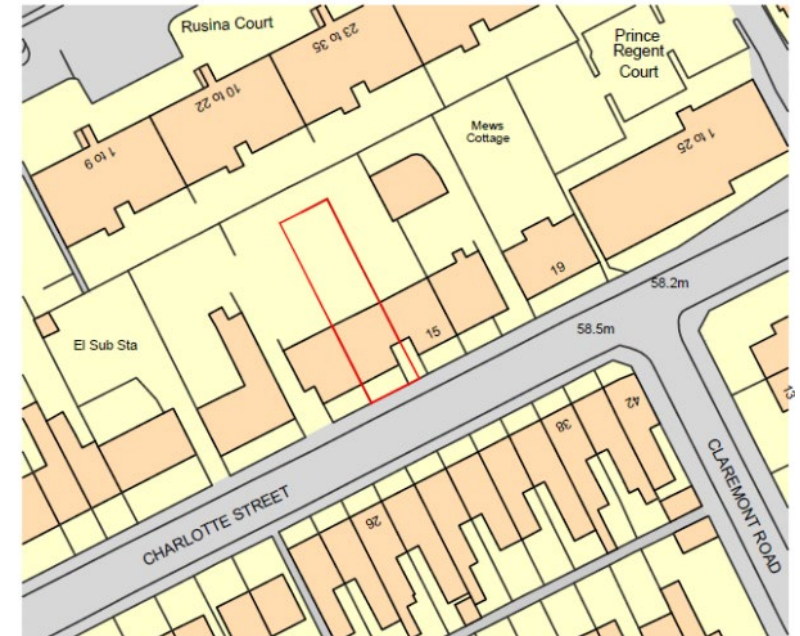 Rusina Court
23 to 35
Prince
Regent
Court
10 to 22
Mews
Cottage
1 to 9
1 to 25
19
58.2m
15
58.5m
El Sub Sta
13
42
38
CLAREMONT ROAD
26
CHARLOTTE STREET